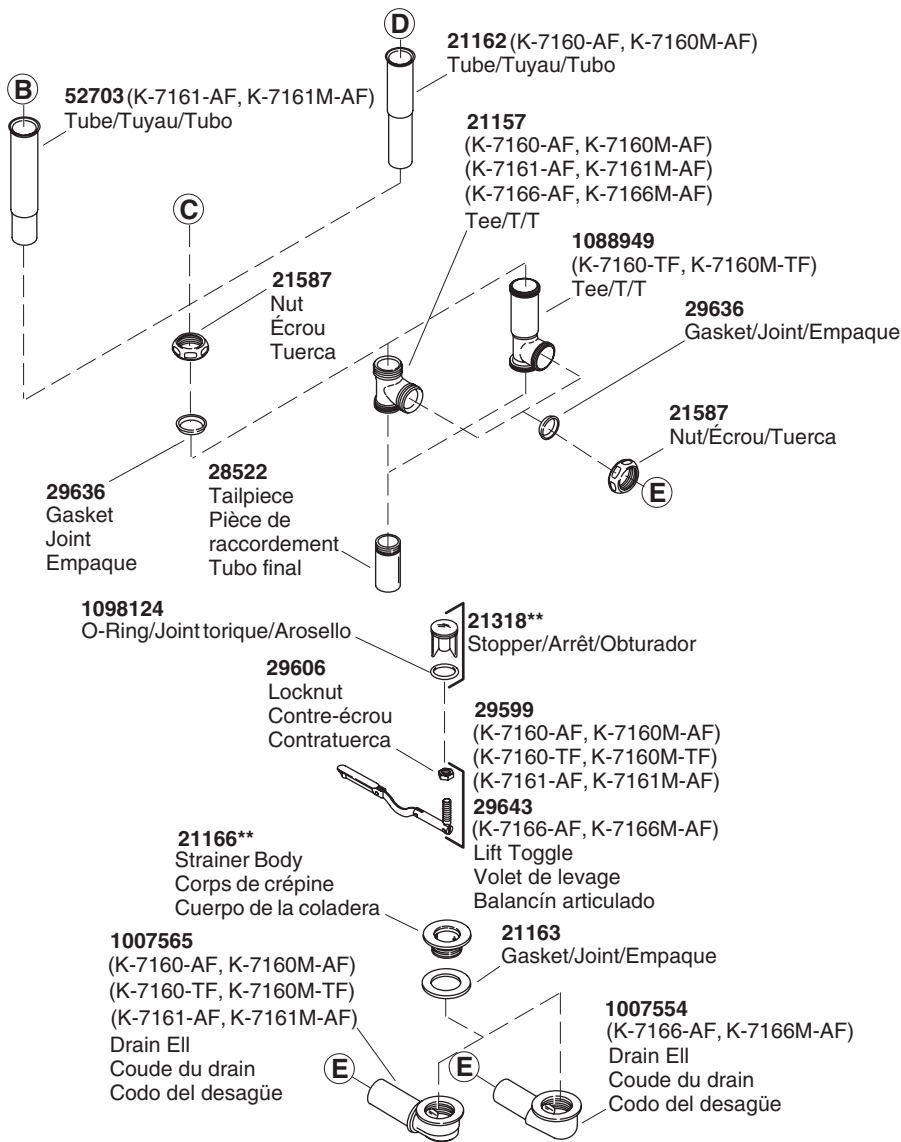 D
21162 (K-7160-AF, K-7160M-AF)
Tube/Tuyau/Tubo
B
52703 (K-7161-AF, K-7161M-AF)
Tube/Tuyau/Tubo
21157
(K-7160-AF, K-7160M-AF)
(K-7161-AF, K-7161M-AF)
(K-7166-AF, K-7166M-AF)
Tee/T/T
C
1088949
(K-7160-TF, K-7160M-TF)
Tee/T/T
21587
Nut
Écrou
Tuerca
29636
Gasket/Joint/Empaque
21587
Nut/Écrou/Tuerca
E
29636
Gasket
Joint
Empaque
28522
Tailpiece
Pièce de
raccordement
Tubo final
1098124
O-Ring/Joint torique/Arosello
21318**
Stopper/Arrêt/Obturador
29606
Locknut
Contre-écrou
Contratuerca
29599
(K-7160-AF, K-7160M-AF)
(K-7160-TF, K-7160M-TF)
(K-7161-AF, K-7161M-AF)
29643
(K-7166-AF, K-7166M-AF)
Lift Toggle
Volet de levage
Balancín articulado
21166**
Strainer Body
Corps de crépine
Cuerpo de la coladera
21163
Gasket/Joint/Empaque
1007565
(K-7160-AF, K-7160M-AF)
(K-7160-TF, K-7160M-TF)
(K-7161-AF, K-7161M-AF)
Drain Ell
Coude du drain
Codo del desagüe
E
1007554
(K-7166-AF, K-7166M-AF)
Drain Ell
Coude du drain
Codo del desagüe
E